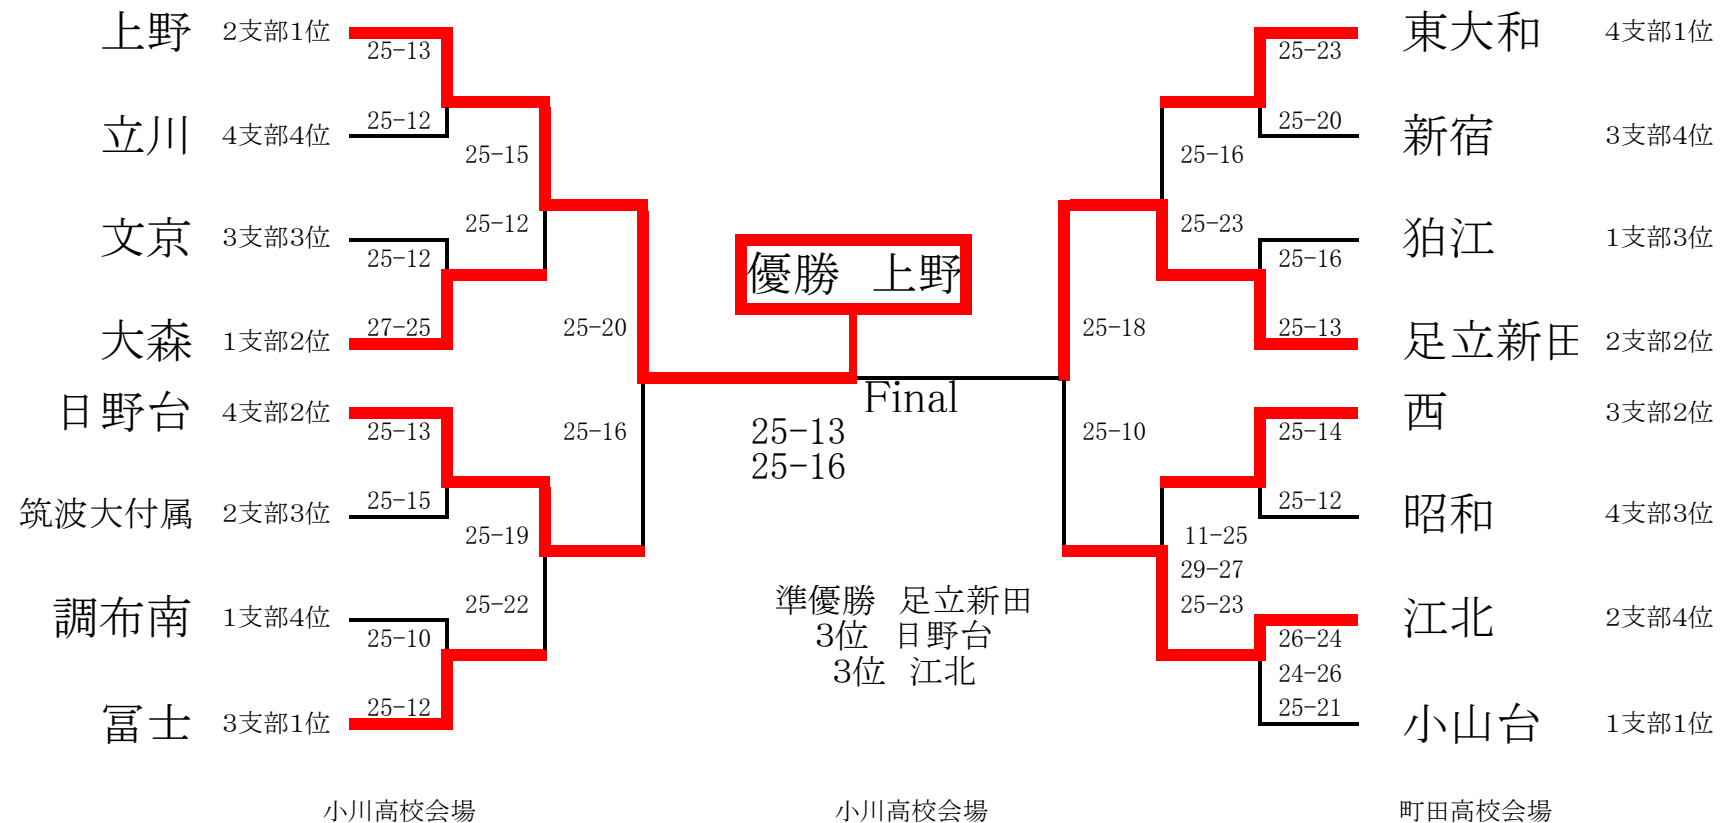 上野 2支部1位
25-13
立川 4支部4位
25-12
25-15
文京 3支部3位
25-12
25-12
大森 1支部2位
27-25
25-20
日野台 4支部2位
25-13
25-16
筑波大付属 2支部3位
25-15
25-19
調布南 1支部4位
25-10
25-22
冨士 3支部1位
25-12
優勝 上野
Final
25-13
25-16
準優勝 足立新田
3位 日野台
3位 江北
東大和 4支部1位
25-23
新宿 3支部4位
25-20
25-16
狛江 1支部3位
25-16
25-23
足立新田 2支部2位
25-13
25-18
西 3支部2位
25-14
25-10
昭和 4支部3位
25-12
11-25
29-27
25-23
江北 2支部4位
26-24
24-26
25-21
小山台 1支部1位
小川高校会場
小川高校会場
町田高校会場